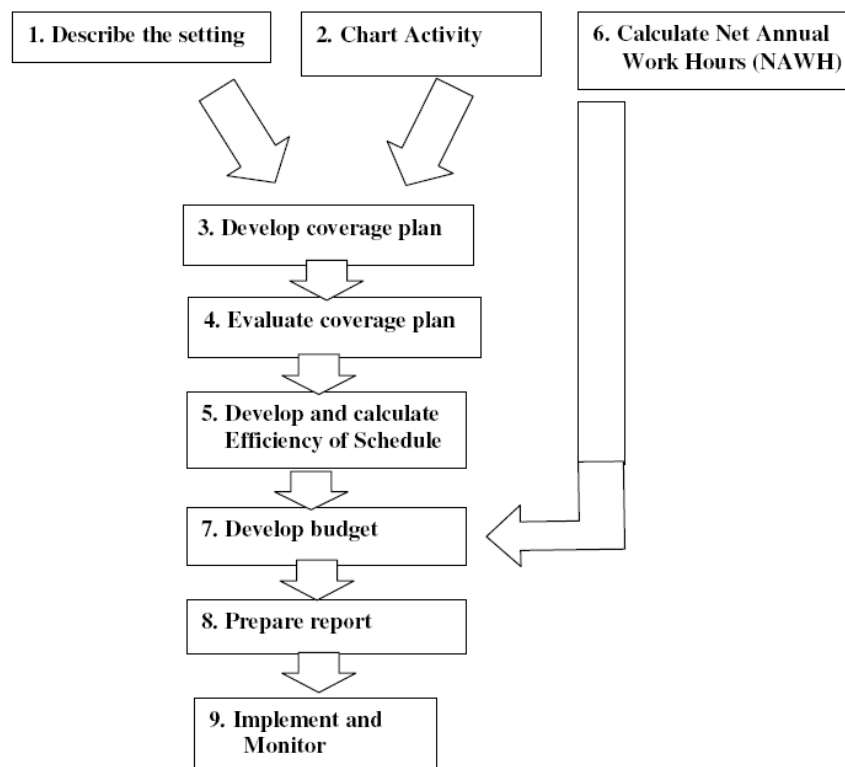 1. Describe the setting
2. Chart Activity
6. Calculate Net Annual
Work Hours (NAWH)
3. Develop coverage plan
4. Evaluate coverage plan
5. Develop and calculate
Efficiency of Schedule
7. Develop budget
8. Prepare report
9. Implement and
Monitor